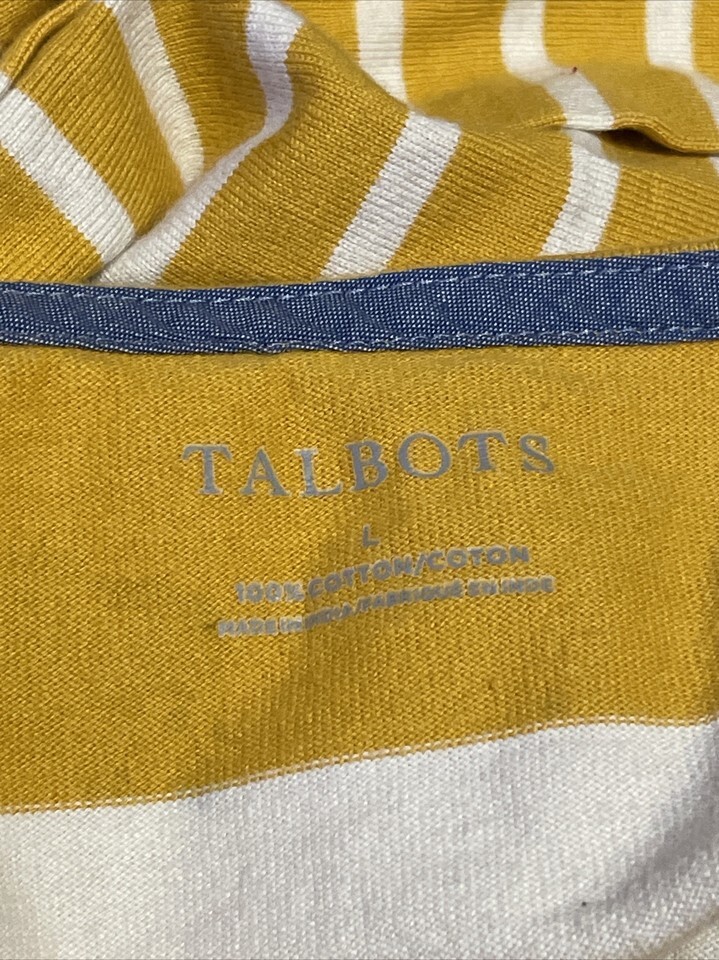 TALBOTS
L
100% COTTON/COTON
MADE IN INDIA/FABRIQUÉ EN INDE